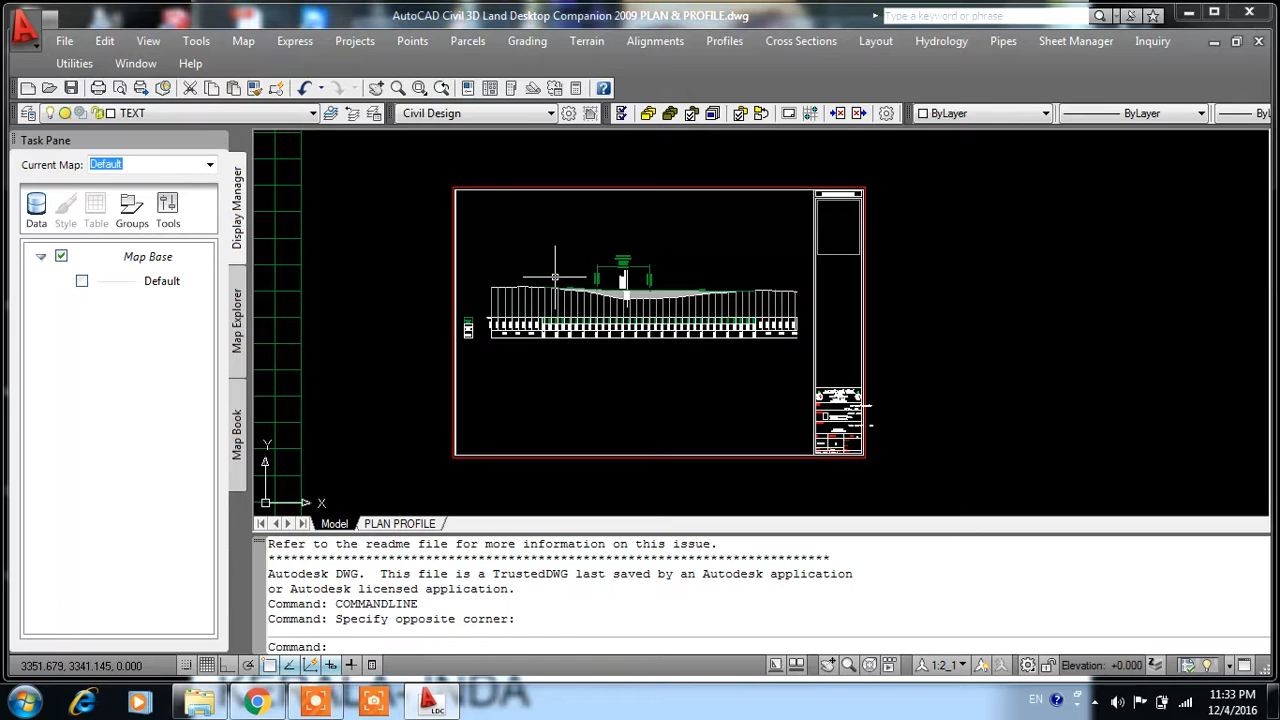 AutoCAD Civil 3D Land Desktop Companion 2009 PLAN & PROFILE.dwg
Type a keyword or phrase
File Edit View Tools Map Express Projects Points Parcels Grading Terrain Alignments Profiles Cross Sections Layout Hydrology Pipes Sheet Manager Inquiry
Utilities Window Help
TEXT Civil Design ByLayer ByLayer
Task Pane
Current Map: Default
Data Style Table Groups Tools
Map Base
Default
Display Manager
Map Explorer
Map Book
Y
X
Model PLAN PROFILE
Refer to the readme file for more information on this issue.
*******************************************************************************
Autodesk DWG. This file is a TrustedDWG last saved by an Autodesk application
or Autodesk licensed application.
Command: COMMANDLINE
Command: Specify opposite corner:
Command:
3351.679, 3341.145, 0.000 1:2_1 Elevation: +0.000
LDC
EN 11:33 PM
12/4/2016